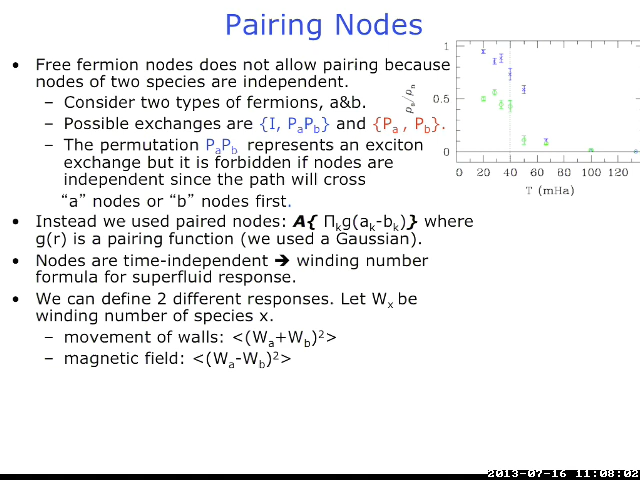 Pairing Nodes
• Free fermion nodes does not allow pairing because
nodes of two species are independent.
– Consider two types of fermions, a&b.
– Possible exchanges are {I, PaPb} and {Pa , Pb}.
– The permutation PaPb represents an exciton
exchange but it is forbidden if nodes are
independent since the path will cross
“a” nodes or “b” nodes first.
• Instead we used paired nodes: A{ Πkg(ak-bk)} where
g(r) is a pairing function (we used a Gaussian).
• Nodes are time-independent ➔ winding number
formula for superfluid response.
• We can define 2 different responses. Let Wx be
winding number of species x.
– movement of walls: <(Wa+Wb)²>
– magnetic field: <(Wa-Wb)²>
1
0.5
0
0 20 40 60 80 100 120
T (mHa)
2013-07-16 11:08:02